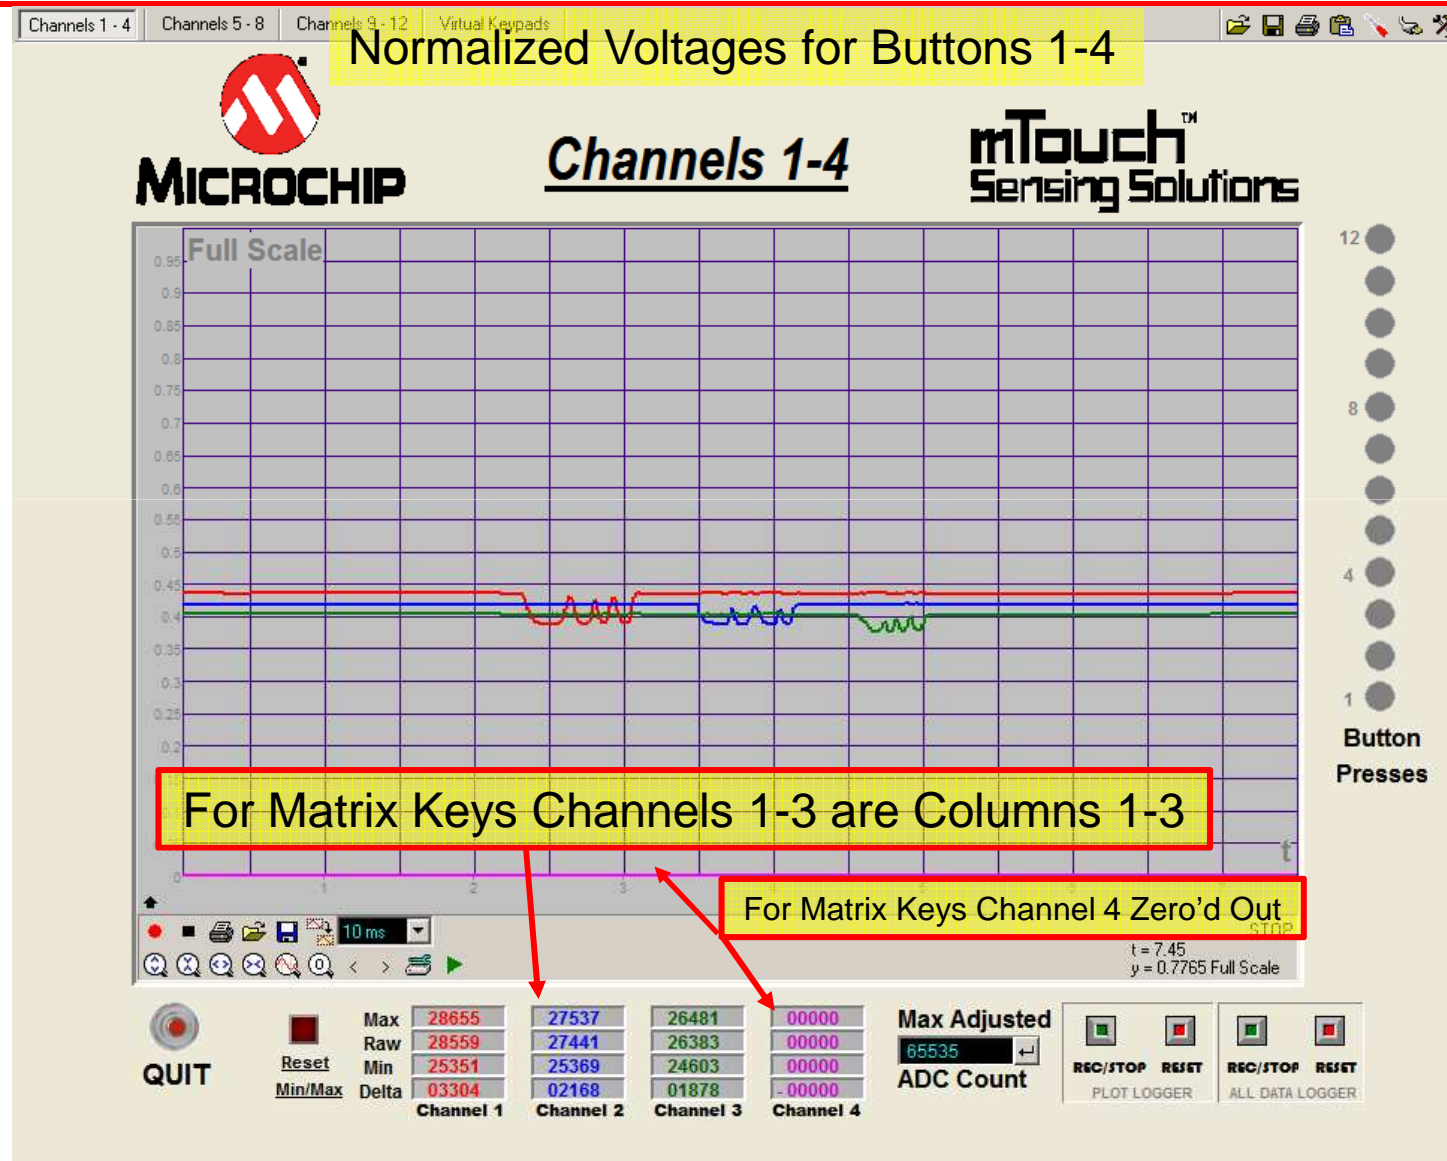 Channels 1 - 4 Channels 5 - 8 Channels 9 - 12 Virtual Keypads
Normalized Voltages for Buttons 1-4
MICROCHIP
Channels 1-4
mTouch™
Sensing Solutions
Full Scale
0.95
0.9
0.85
0.8
0.75
0.7
0.65
0.6
0.55
0.5
0.45
0.4
0.35
0.3
0.25
0.2
0
12
8
4
1
Button
Presses
For Matrix Keys Channels 1-3 are Columns 1-3
t
1 2 3
For Matrix Keys Channel 4 Zero'd Out
10 ms
STOP
t = 7.45
y = 0.7765 Full Scale
QUIT
Reset
Min/Max
Max 28655 27537 26481 00000
Raw 28559 27441 26383 00000
Min 25351 25369 24603 00000
Delta 03304 02168 01878 -00000
Channel 1 Channel 2 Channel 3 Channel 4
Max Adjusted
65535
ADC Count
REC/STOP RESET REC/STOP RESET
PLOT LOGGER ALL DATA LOGGER